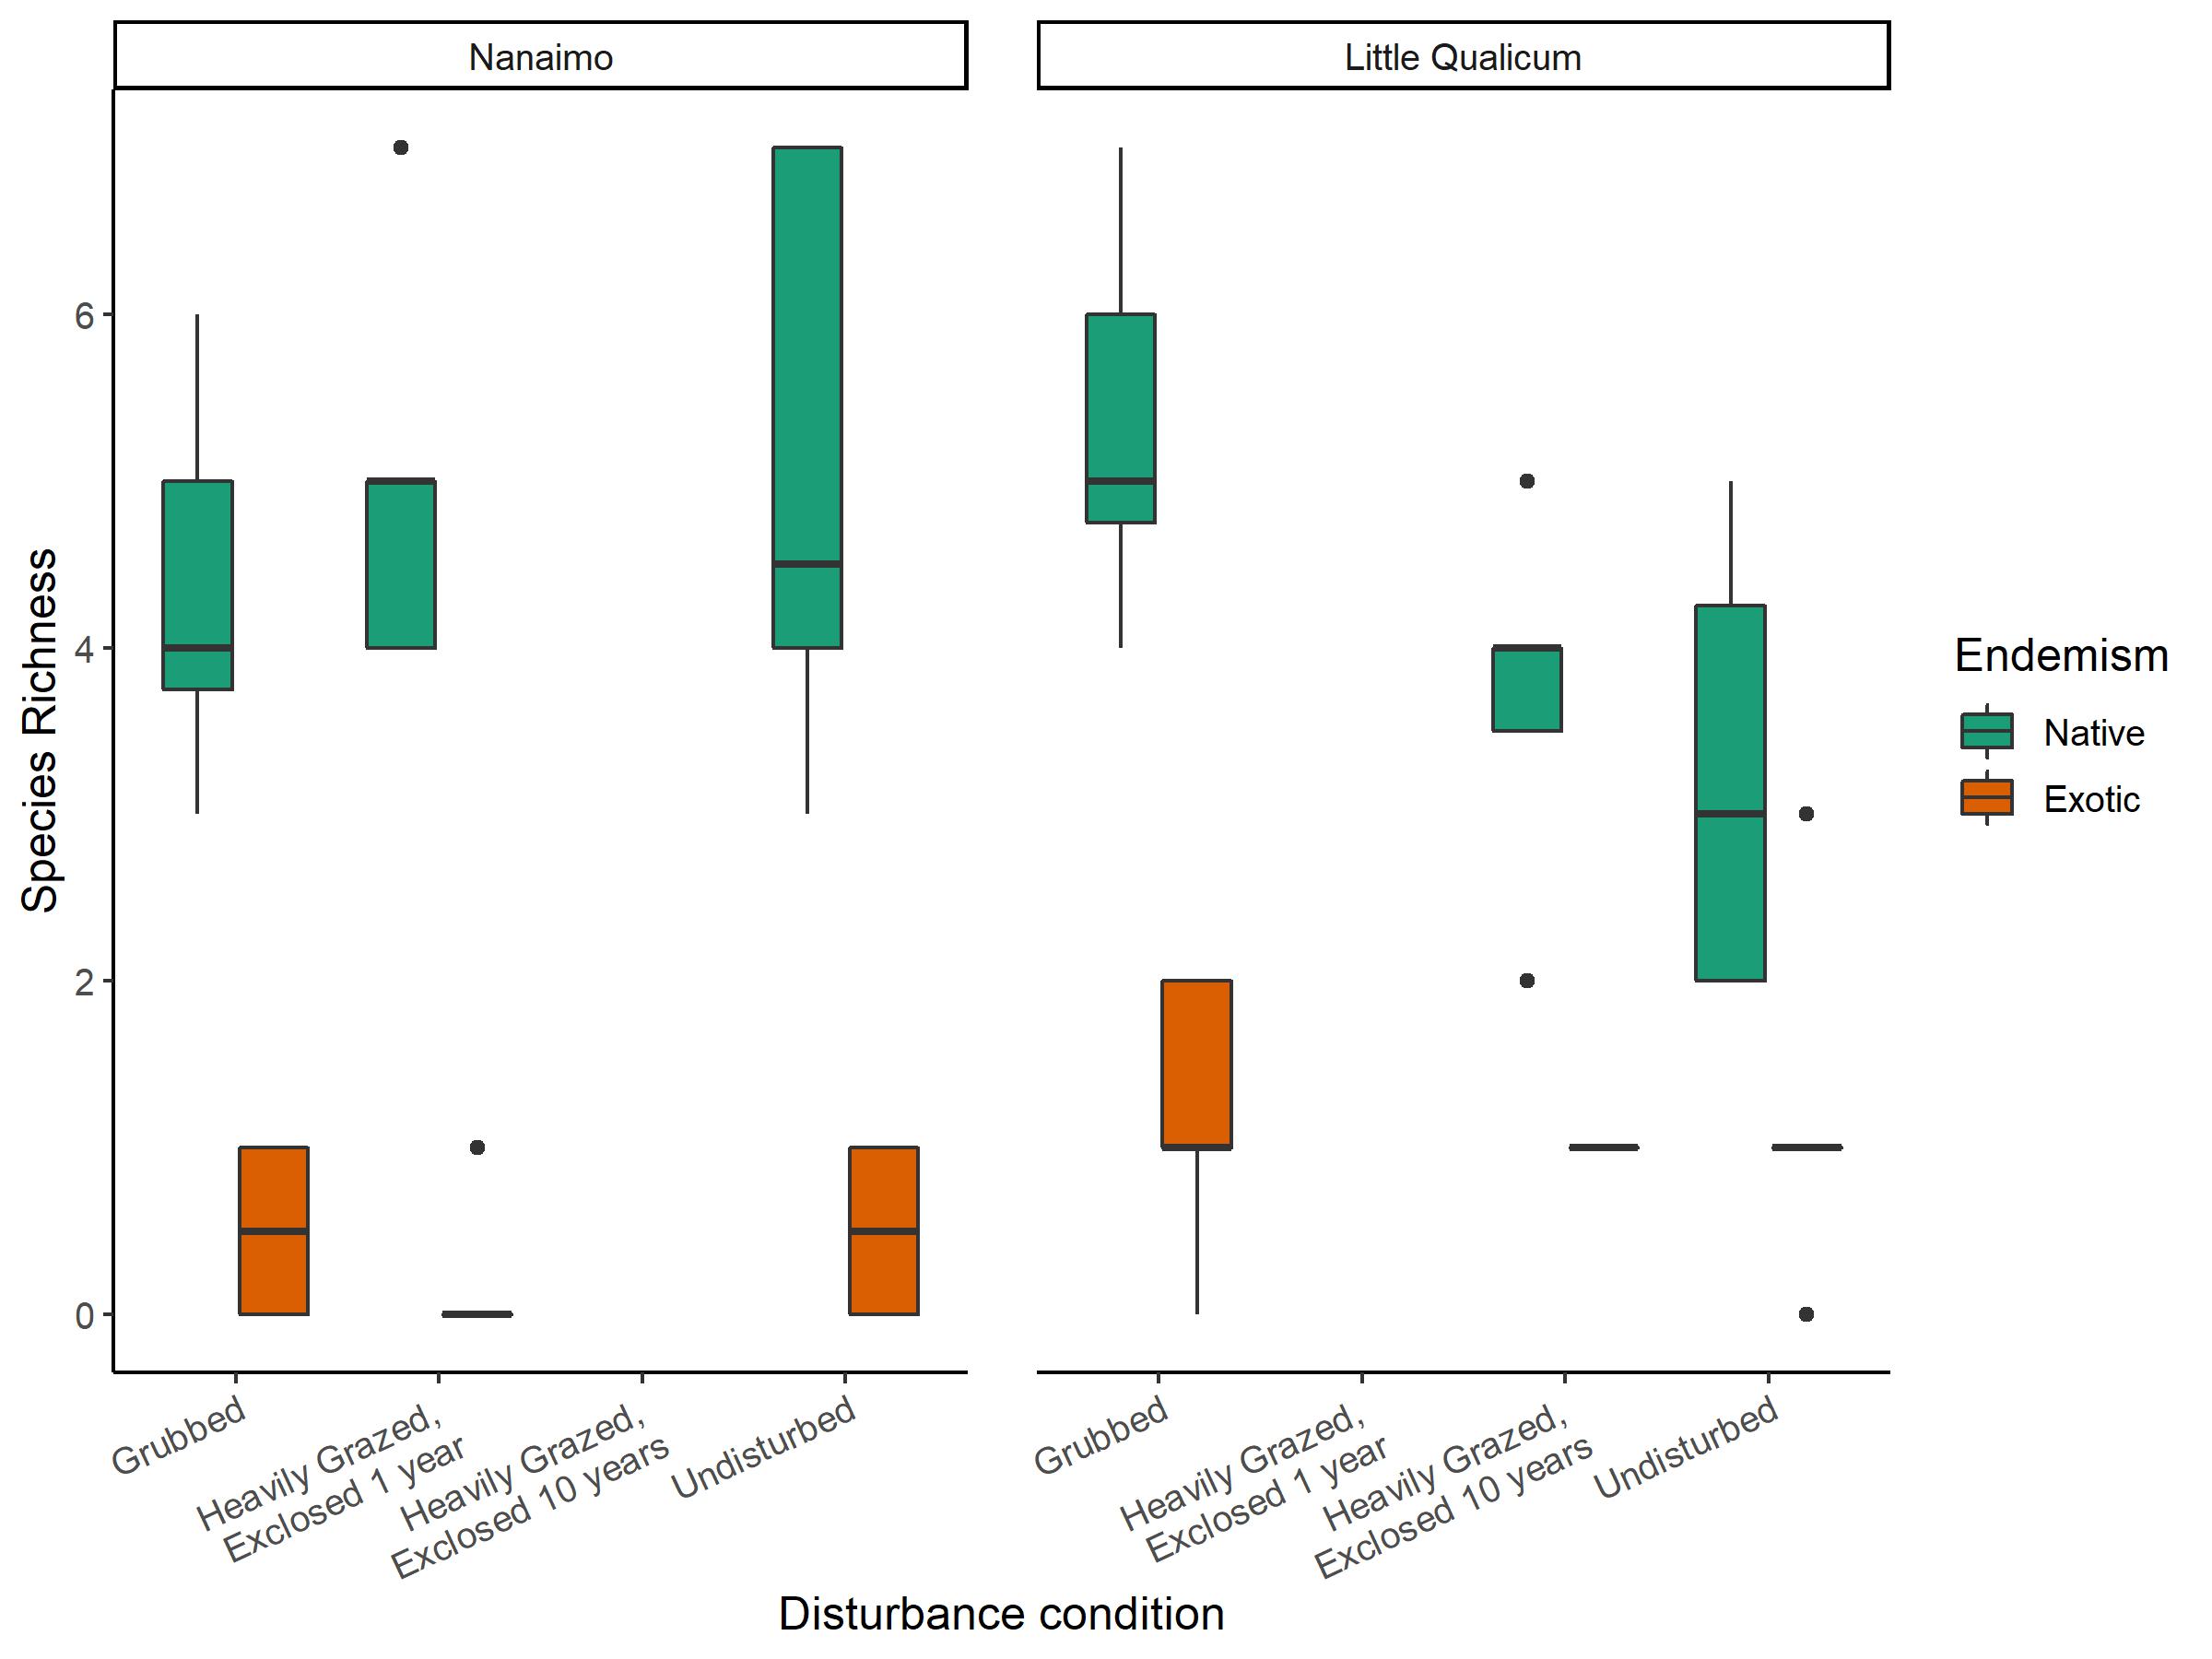 Nanaimo
Little Qualicum
Species Richness
6
4
2
0
Grubbed
Heavily Grazed,
Exclosed 1 year
Heavily Grazed,
Exclosed 10 years
Undisturbed
Grubbed
Heavily Grazed,
Exclosed 1 year
Heavily Grazed,
Exclosed 10 years
Undisturbed
Disturbance condition
Endemism
Native
Exotic